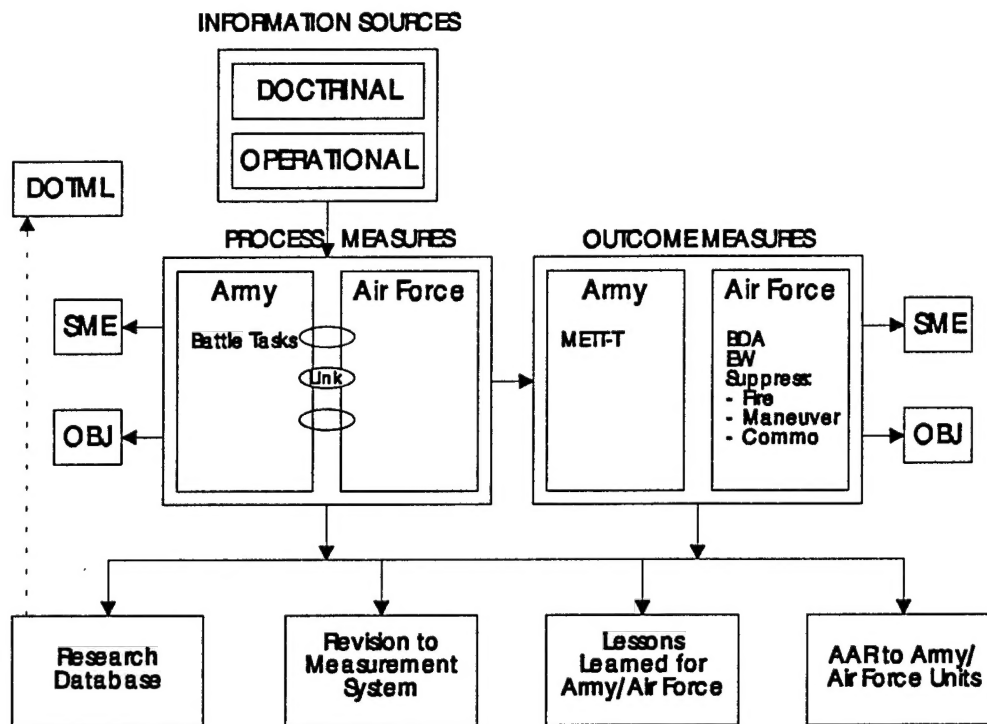 INFORMATION SOURCES
DOCTRINAL
OPERATIONAL
DOTML
PROCESS MEASURES
OUTCOME MEASURES
Army
Air Force
Army
Air Force
SME
Battle Tasks
METT-T
BDA
SME
EW
Link
Suppress:
- Fire
OBJ
- Maneuver
OBJ
- Commo
Research
Database
Revision to
Measurement
System
Lessons
Learned for
Army/Air Force
AAR to Army/
Air Force Units